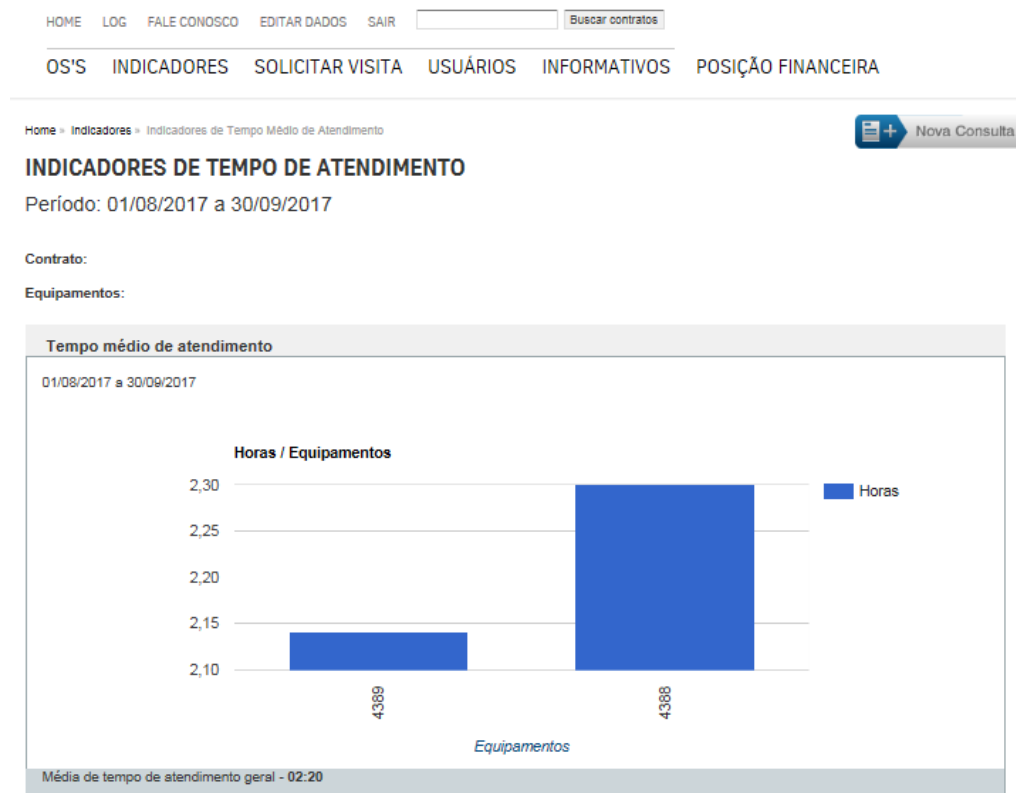 HOME LOG FALE CONOSCO EDITAR DADOS SAIR Buscar contratos
OS'S INDICADORES SOLICITAR VISITA USUÁRIOS INFORMATIVOS POSIÇÃO FINANCEIRA
Home » Indicadores » Indicadores de Tempo Médio de Atendimento
Nova Consulta
INDICADORES DE TEMPO DE ATENDIMENTO
Período: 01/08/2017 a 30/09/2017
Contrato:
Equipamentos:
Tempo médio de atendimento
01/08/2017 a 30/09/2017
Horas / Equipamentos
2,30
Horas
2,25
2,20
2,15
2,10
4389 4388
Equipamentos
Média de tempo de atendimento geral - 02:20